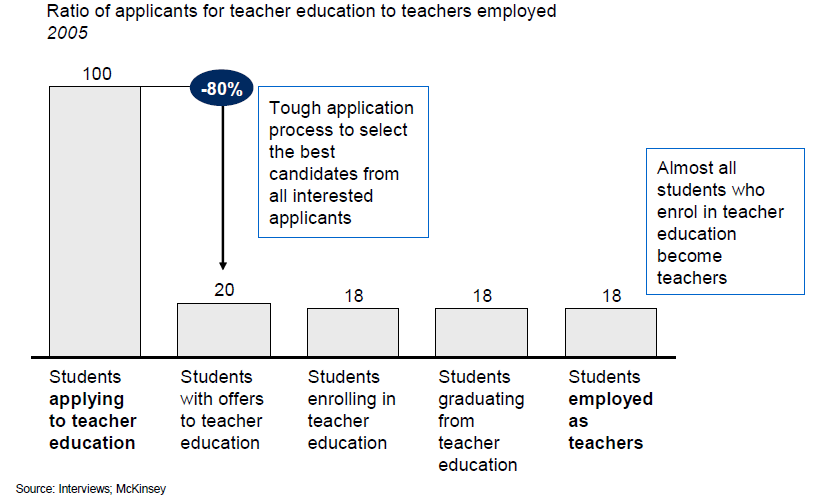 Ratio of applicants for teacher education to teachers employed
2005
100
-80%
Tough application
process to select
the best
candidates from
all interested
applicants
Almost all
students who
enrol in teacher
education
become
teachers
20
18
18
18
Students
applying
to teacher
education
Students
with offers
to teacher
education
Students
enrolling in
teacher
education
Students
graduating
from
teacher
education
Students
employed
as
teachers
Source: Interviews; McKinsey